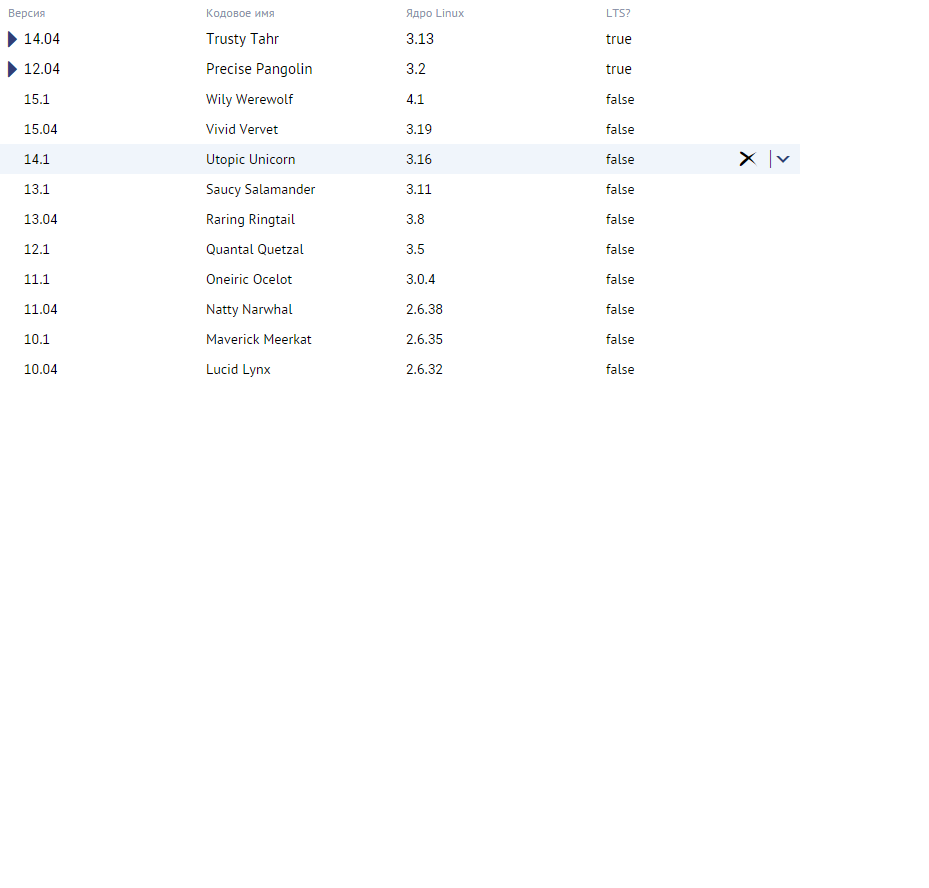 Версия Кодовое имя Ядро Linux LTS?
14.04 Trusty Tahr 3.13 true
12.04 Precise Pangolin 3.2 true
15.1 Wily Werewolf 4.1 false
15.04 Vivid Vervet 3.19 false
14.1 Utopic Unicorn 3.16 false
13.1 Saucy Salamander 3.11 false
13.04 Raring Ringtail 3.8 false
12.1 Quantal Quetzal 3.5 false
11.1 Oneiric Ocelot 3.0.4 false
11.04 Natty Narwhal 2.6.38 false
10.1 Maverick Meerkat 2.6.35 false
10.04 Lucid Lynx 2.6.32 false